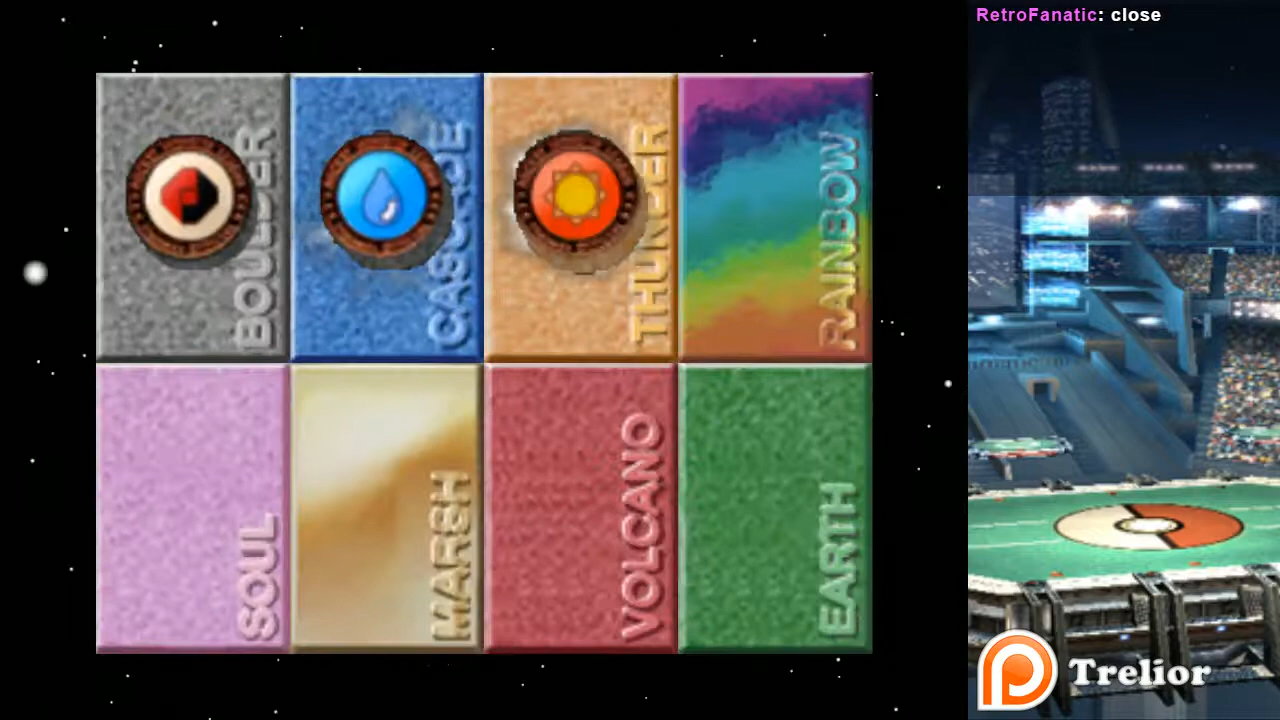 RetroFanatic: close
BOULDER
CASCADE
THUNDER
RAINBOW
SOUL
MARSH
VOLCANO
EARTH
Trelior